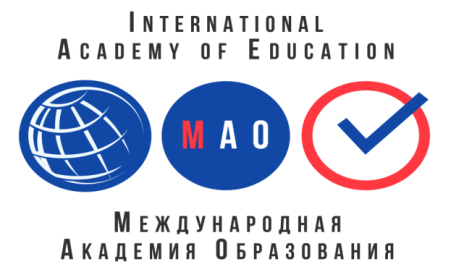 International
Academy of Education
МАО
Международная
Академия Образования